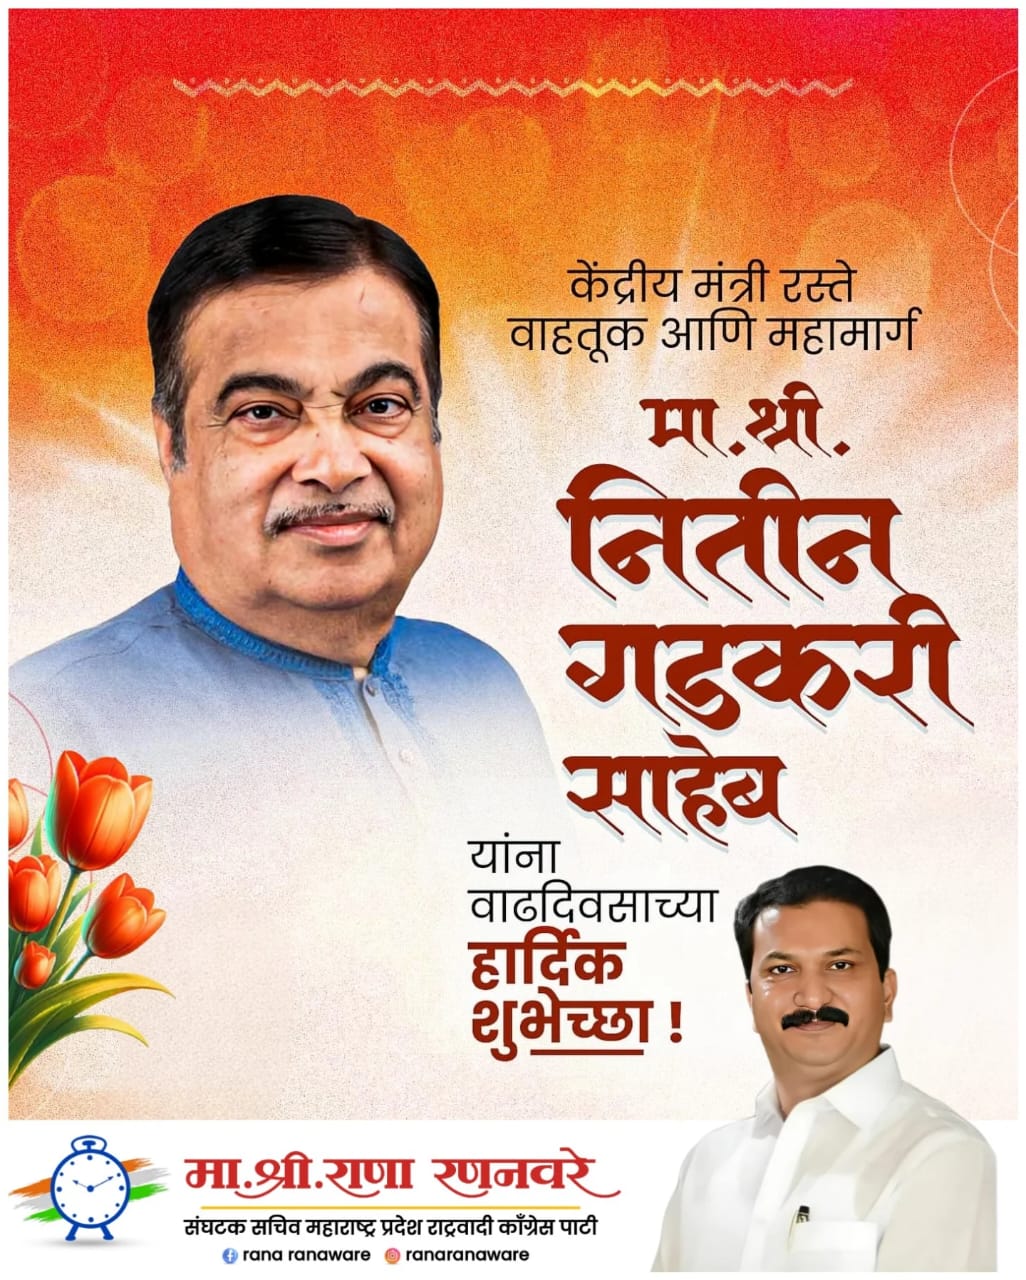 केंद्रीय मंत्री रस्ते
वाहतूक आणि महामार्ग
मा.श्री.
नितीन
गडकरी
साहेब
यांना
वाढदिवसाच्या
हार्दिक
शुभेच्छा !
मा.श्री.राणा रणनवरे
संघटक सचिव महाराष्ट्र प्रदेश राट्रवादी काँग्रेस पाटी
rana ranaware ranaranaware